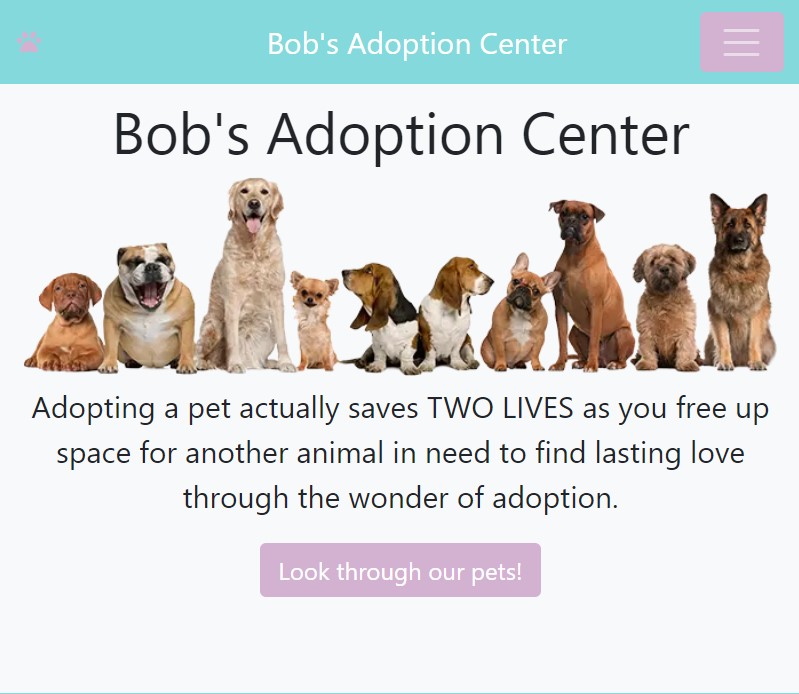 Bob's Adoption Center
Bob's Adoption Center
Adopting a pet actually saves TWO LIVES as you free up
space for another animal in need to find lasting love
through the wonder of adoption.
Look through our pets!